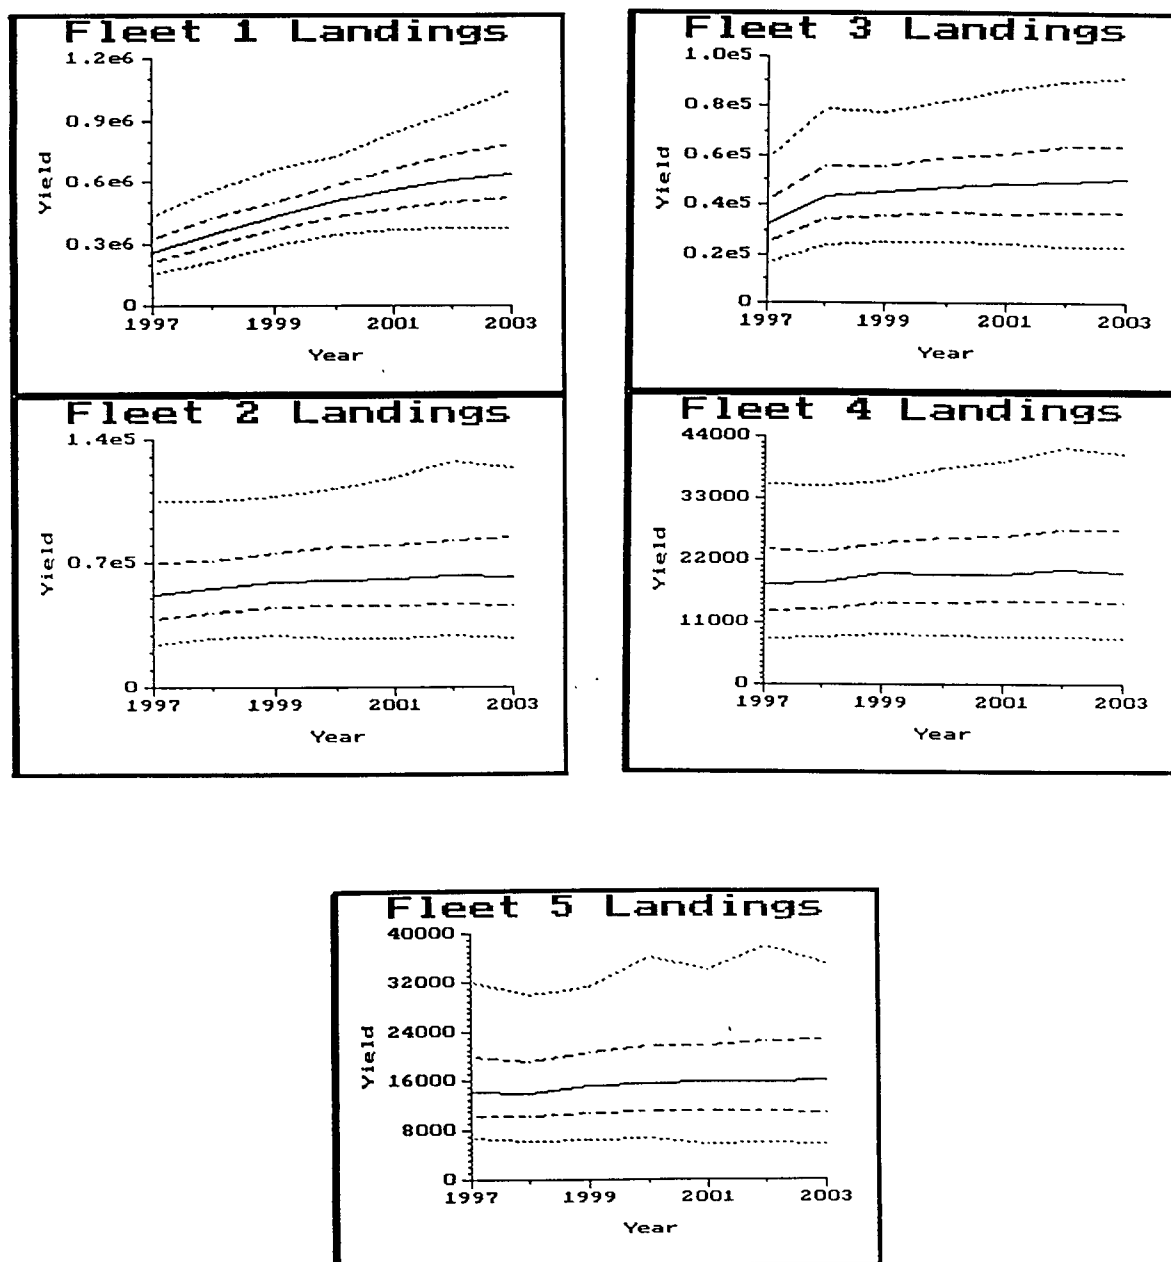 Fleet 1 Landings
1.2e6
0.9e6
0.6e6
0.3e6
0
Yield
1997 1999 2001 2003
Year
Fleet 3 Landings
1.0e5
0.8e5
0.6e5
0.4e5
0.2e5
0
Yield
1997 1999 2001 2003
Year
Fleet 2 Landings
1.4e5
0.7e5
0
Yield
1997 1999 2001 2003
Year
Fleet 4 Landings
44000
33000
22000
11000
0
Yield
1997 1999 2001 2003
Year
Fleet 5 Landings
40000
32000
24000
16000
8000
0
Yield
1997 1999 2001 2003
Year